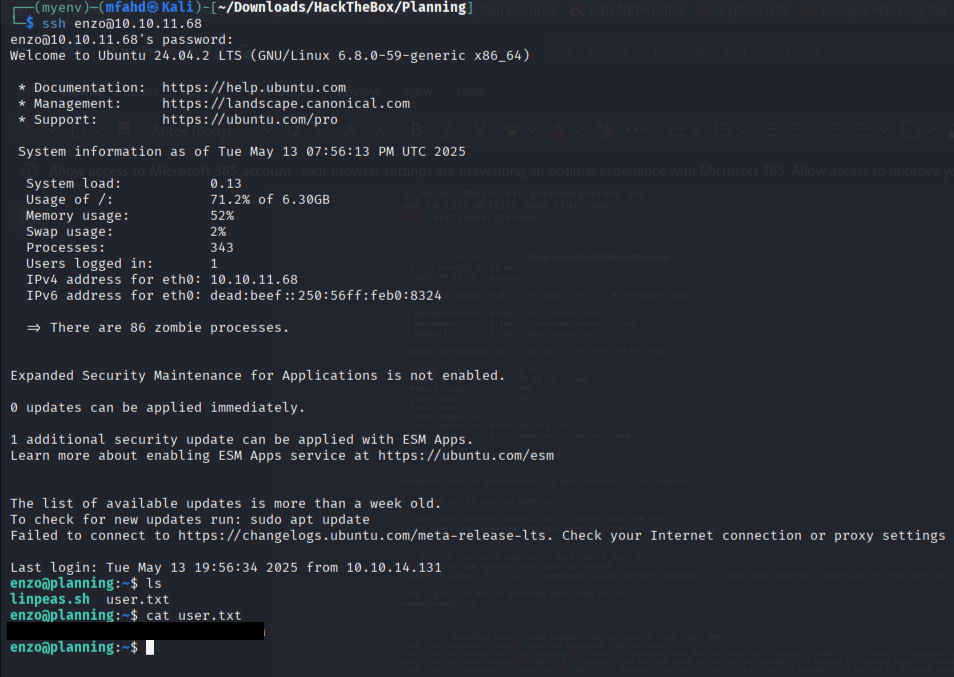 (myenv)-(mfahd㉿Kali)-[~/Downloads/HackTheBox/Planning]
$ ssh enzo@10.10.11.68
enzo@10.10.11.68's password:
Welcome to Ubuntu 24.04.2 LTS (GNU/Linux 6.8.0-59-generic x86_64)
* Documentation: https://help.ubuntu.com
* Management: https://landscape.canonical.com
* Support: https://ubuntu.com/pro
System information as of Tue May 13 07:56:13 PM UTC 2025
System load: 0.13
Usage of /: 71.2% of 6.30GB
Memory usage: 52%
Swap usage: 2%
Processes: 343
Users logged in: 1
IPv4 address for eth0: 10.10.11.68
IPv6 address for eth0: dead:beef::250:56ff:feb0:8324
=> There are 86 zombie processes.
Expanded Security Maintenance for Applications is not enabled.
0 updates can be applied immediately.
1 additional security update can be applied with ESM Apps.
Learn more about enabling ESM Apps service at https://ubuntu.com/esm
The list of available updates is more than a week old.
To check for new updates run: sudo apt update
Failed to connect to https://changelogs.ubuntu.com/meta-release-lts. Check your Internet connection or proxy settings
Last login: Tue May 13 19:56:34 2025 from 10.10.14.131
enzo@planning:~$ ls
linpeas.sh user.txt
enzo@planning:~$ cat user.txt
enzo@planning:~$